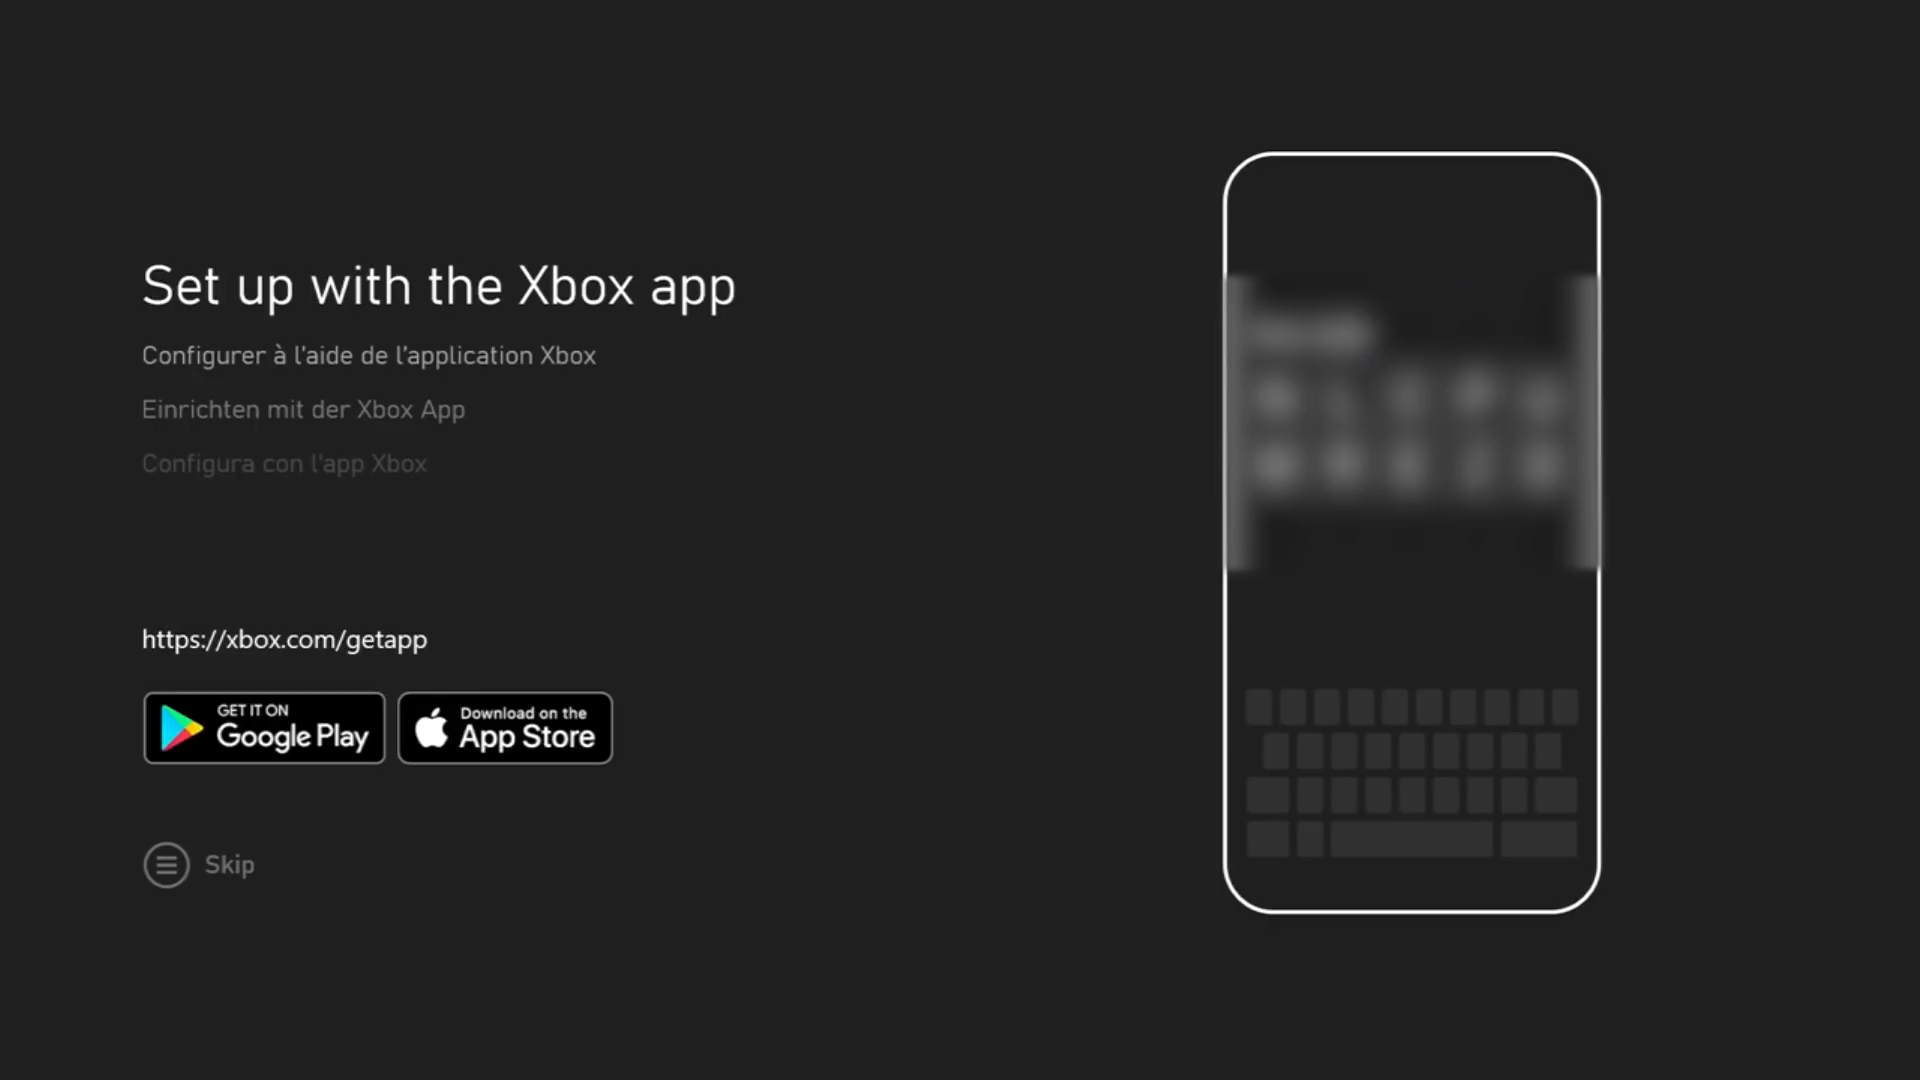 Set up with the Xbox app
Configurer à l'aide de l'application Xbox
Einrichten mit der Xbox App
Configura con l'app Xbox
https://xbox.com/getapp
GET IT ON
Google Play
Download on the
App Store
Skip